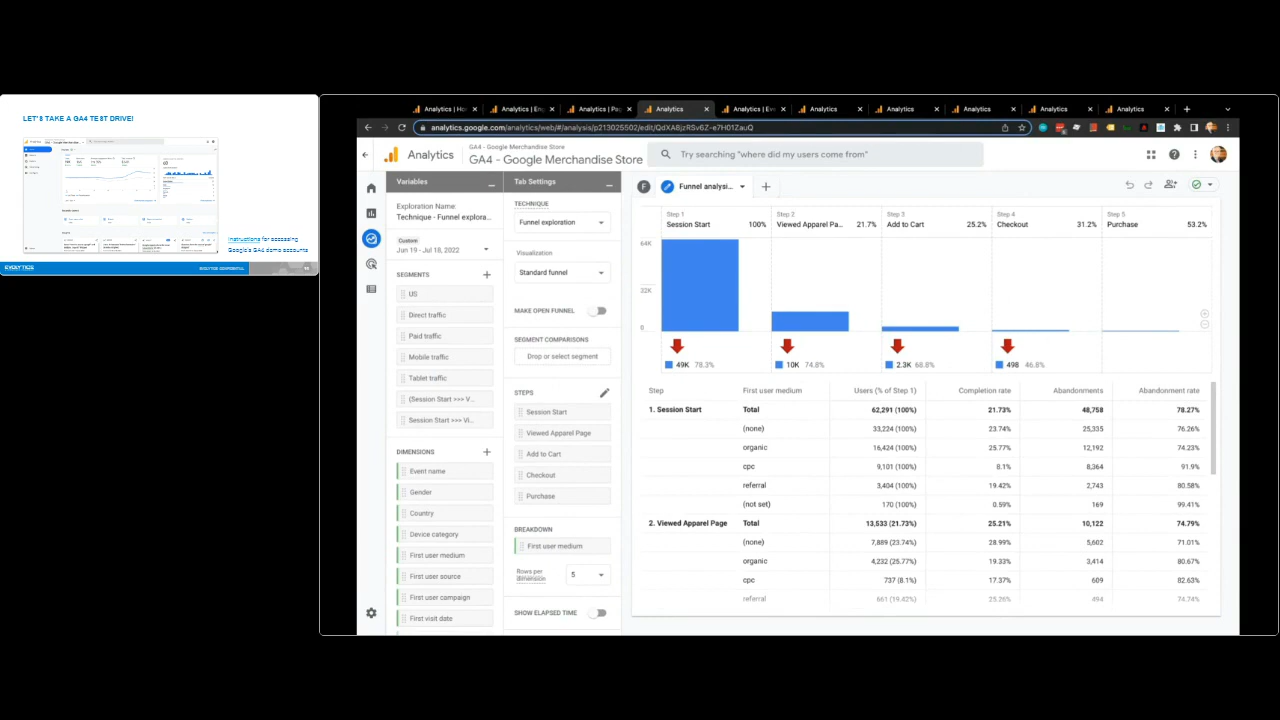 LET'S TAKE A GA4 TEST DRIVE!
Instructions for accessing
Google's GA4 demo accounts
EVOLYTICS
EVOLYTICS CONFIDENTIAL
Analytics | Ho
Analytics | En
Analytics | Pa
Analytics
Analytics | Ev
Analytics
Analytics
Analytics
Analytics
Analytics
analytics.google.com/analytics/web/#/analysis/p213025502/edit/QdXA8jzRSv6Z-e7H01ZauQ
Analytics
GA4 - Google Merchandise Store
GA4 - Google Merchandise Store
Try searching "where did my users come from"
Variables
Exploration Name:
Technique - Funnel explora...
Custom
Jun 19 - Jul 18, 2022
SEGMENTS
US
Direct traffic
Paid traffic
Mobile traffic
Tablet traffic
(Session Start >>> V...
Session Start >>> Vi...
DIMENSIONS
Event name
Gender
Country
Device category
First user medium
First user source
First user campaign
First visit date
Tab Settings
TECHNIQUE
Funnel exploration
Visualization
Standard funnel
MAKE OPEN FUNNEL
SEGMENT COMPARISONS
Drop or select segment
STEPS
Session Start
Viewed Apparel Page
Add to Cart
Checkout
Purchase
BREAKDOWN
First user medium
Rows per
dimension
5
SHOW ELAPSED TIME
F
Funnel analysi...
Step 1 Step 2 Step 3 Step 4 Step 5
Session Start 100% Viewed Apparel Pa... 21.7% Add to Cart 25.2% Checkout 31.2% Purchase 53.2%
64K
32K
0
49K 78.3% 10K 74.8% 2.3K 68.8% 498 46.8%
Step First user medium Users (% of Step 1) Completion rate Abandonments Abandonment rate
1. Session Start Total 62,291 (100%) 21.73% 48,758 78.27%
(none) 33,224 (100%) 23.74% 25,335 76.26%
organic 16,424 (100%) 25.77% 12,192 74.23%
cpc 9,101 (100%) 8.1% 8,364 91.9%
referral 3,404 (100%) 19.42% 2,743 80.58%
(not set) 170 (100%) 0.59% 169 99.41%
2. Viewed Apparel Page Total 13,533 (21.73%) 25.21% 10,122 74.79%
(none) 7,889 (23.74%) 28.99% 5,602 71.01%
organic 4,232 (25.77%) 19.33% 3,414 80.67%
cpc 737 (8.1%) 17.37% 609 82.63%
referral 661 (19.42%) 25.26% 494 74.74%